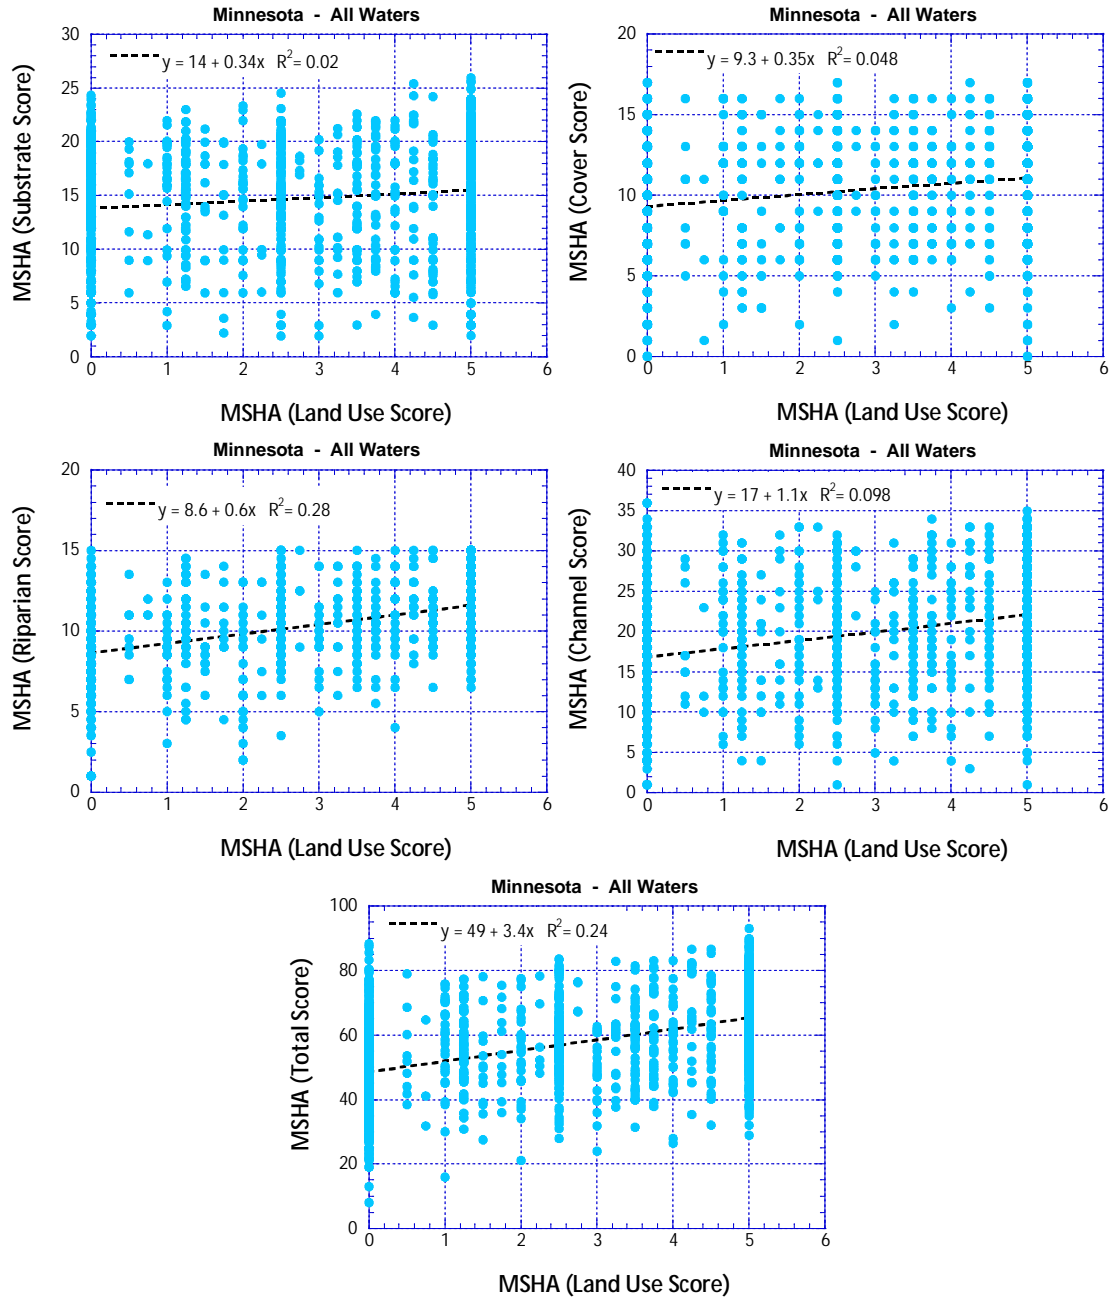 Minnesota - All Waters
y = 14 + 0.34x R2= 0.02
MSHA (Substrate Score)
30
25
20
15
10
5
0
0 1 2 3 4 5 6
MSHA (Land Use Score)
Minnesota - All Waters
y = 9.3 + 0.35x R2= 0.048
MSHA (Cover Score)
20
15
10
5
0
0 1 2 3 4 5 6
MSHA (Land Use Score)
Minnesota - All Waters
y = 8.6 + 0.6x R2= 0.28
MSHA (Riparian Score)
20
15
10
5
0
0 1 2 3 4 5 6
MSHA (Land Use Score)
Minnesota - All Waters
y = 17 + 1.1x R2= 0.098
MSHA (Channel Score)
40
35
30
25
20
15
10
5
0
0 1 2 3 4 5 6
MSHA (Land Use Score)
Minnesota - All Waters
y = 49 + 3.4x R2= 0.24
MSHA (Total Score)
100
80
60
40
20
0
0 1 2 3 4 5 6
MSHA (Land Use Score)